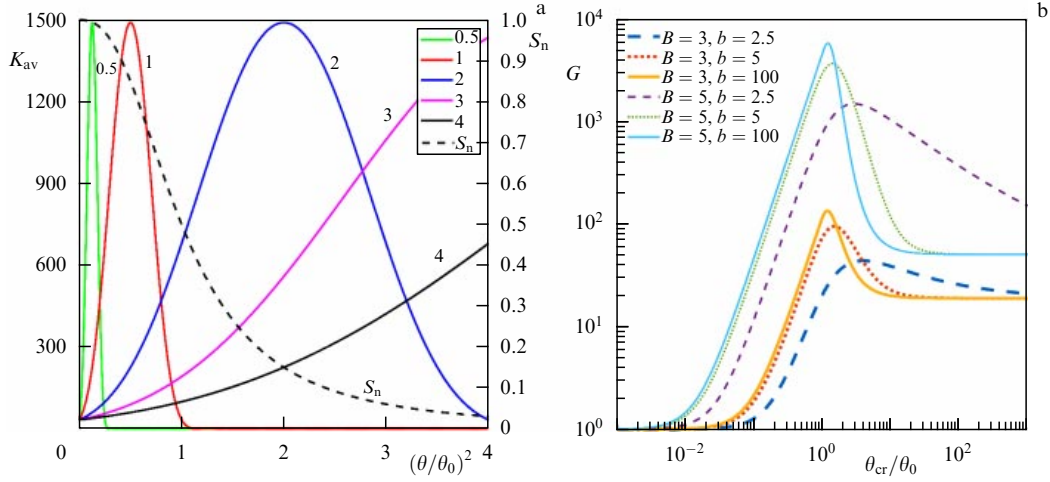 a
1500
K_av
1200
900
600
300
0
0.5
1
2
3
4
S_n
0.5
1
2
3
4
S_n
1.0
S_n
0.9
0.8
0.7
0.6
0.5
0.4
0.3
0.2
0.1
0
1
2
3
4
(θ/θ_0)^2
b
G
10^4
10^3
10^2
10^1
10^0
B = 3, b = 2.5
B = 3, b = 5
B = 3, b = 100
B = 5, b = 2.5
B = 5, b = 5
B = 5, b = 100
10^−2
10^0
10^2
θ_cr/θ_0